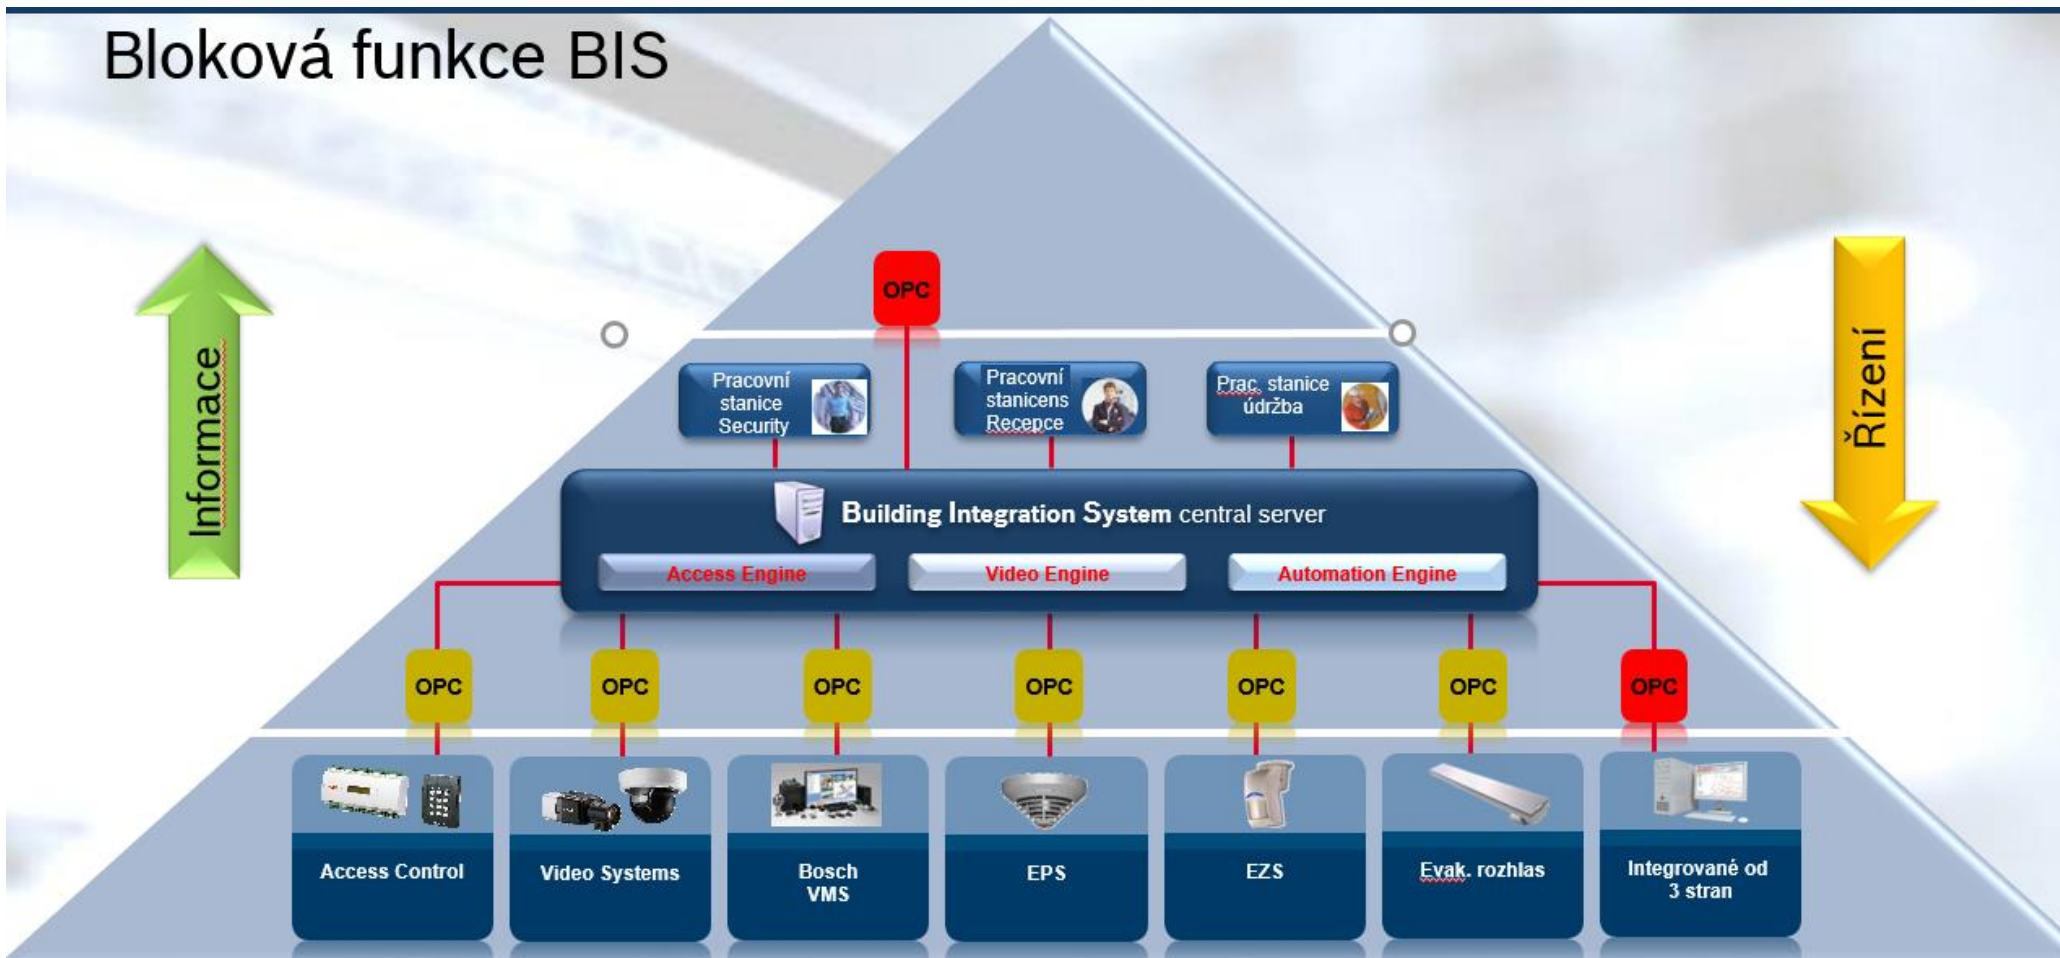 Bloková funkce BIS
OPC
Informace
Řízení
Pracovní
stanice
Security
Pracovní
stanicens
Recepce
Prac. stanice
údržba
Building Integration System central server
Access Engine
Video Engine
Automation Engine
OPC
OPC
OPC
OPC
OPC
OPC
OPC
Access Control
Video Systems
Bosch
VMS
EPS
EZS
Evak. rozhlas
Integrované od
3 stran